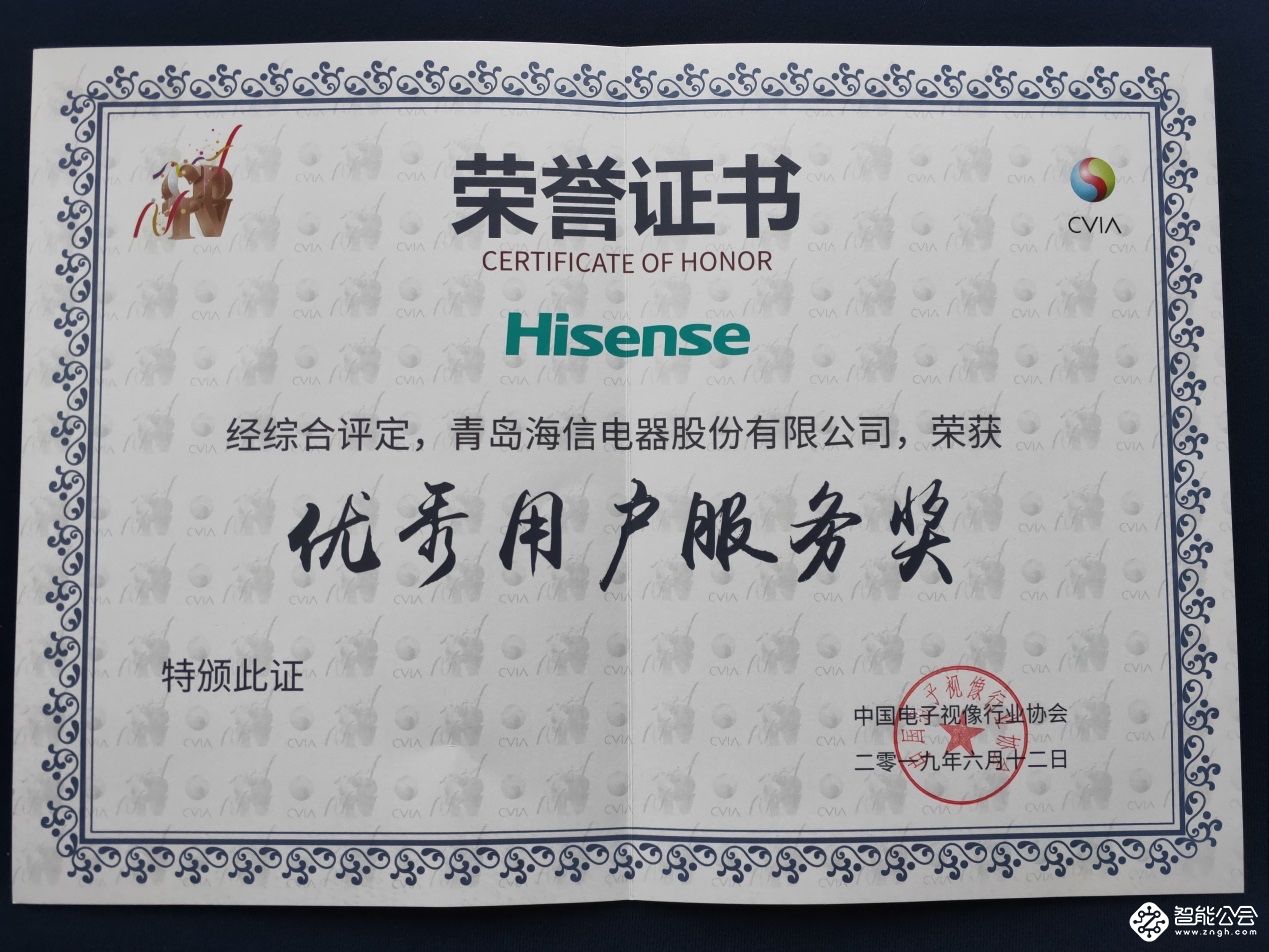 荣誉证书
CVIA
CERTIFICATE OF HONOR
Hisense
经综合评定，青岛海信电器股份有限公司，荣获
优秀用户服务奖
特颁此证
中国电子视像行业协会
二零一九年六月十二日
智能公会
www.zngh.com